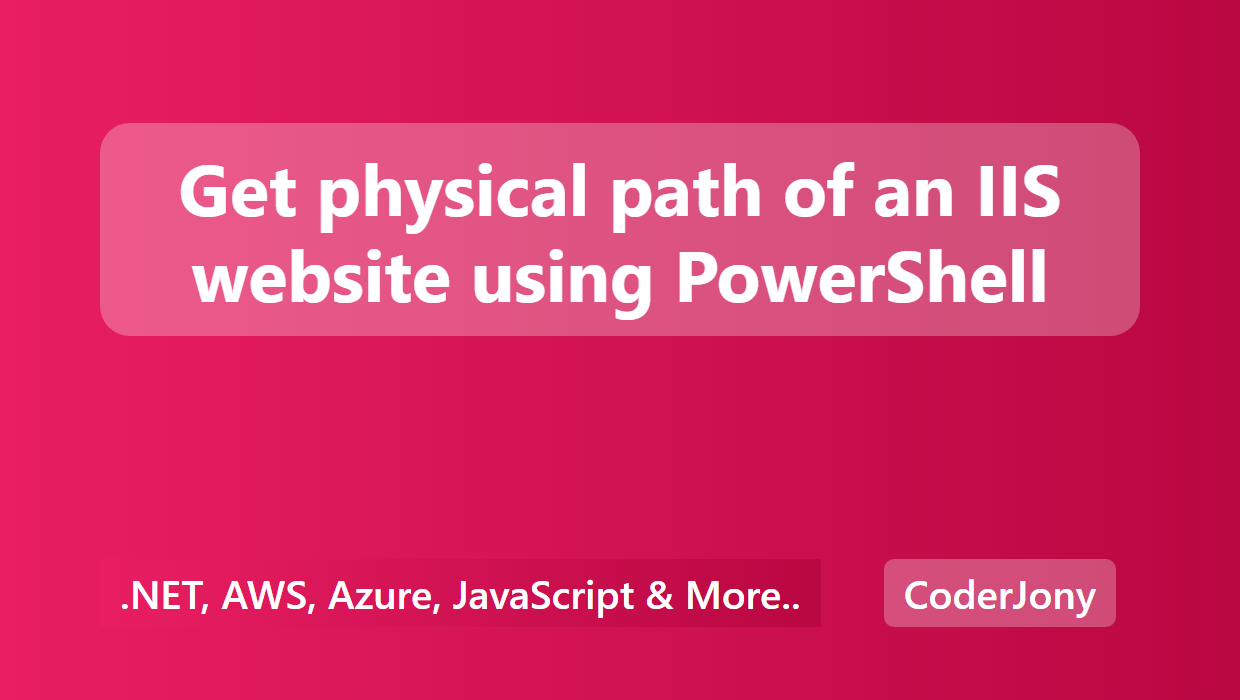 Get physical path of an IIS
website using PowerShell
.NET, AWS, Azure, JavaScript & More..
CoderJony